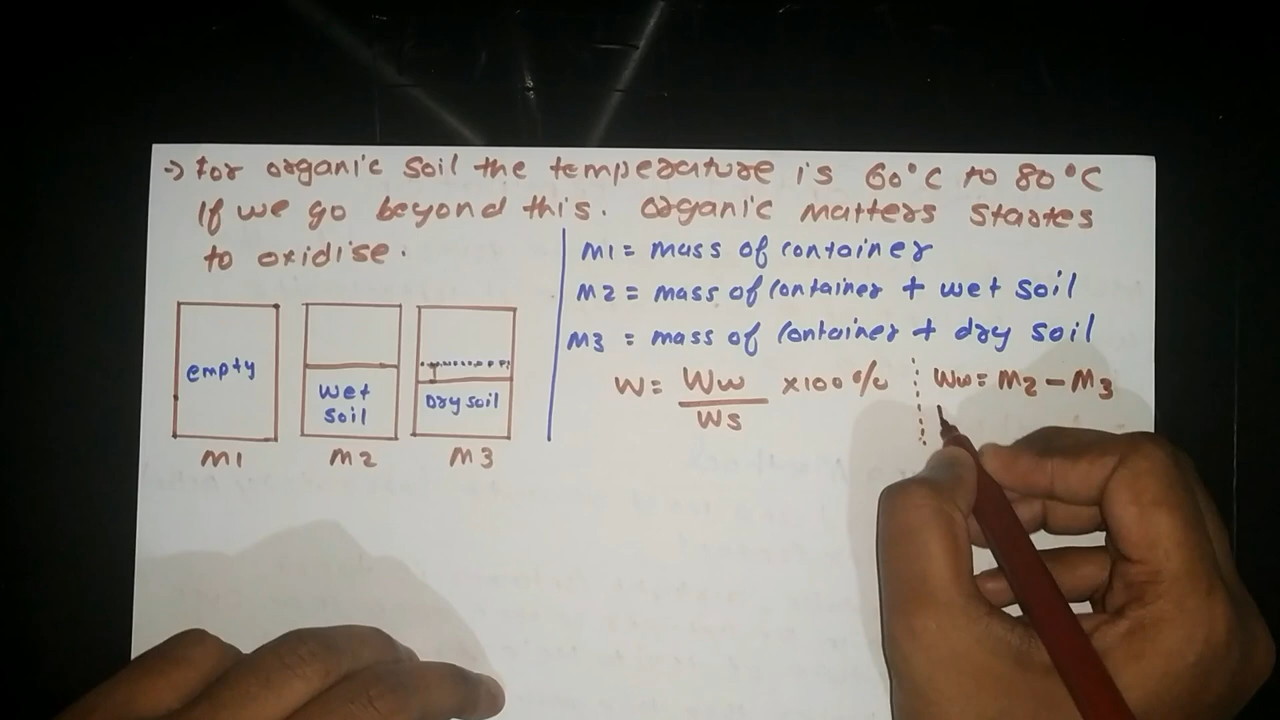 → For organic soil the temperature is 60°C to 80°C
If we go beyond this. Organic matters startes
to oxidise.
M1 = mass of container
M2 = mass of container + wet soil
M3 = mass of container + dry soil
empty
wet
soil
Dry soil
M1
M2
M3
W = Ww/Ws ×100%
Ww = M2 - M3